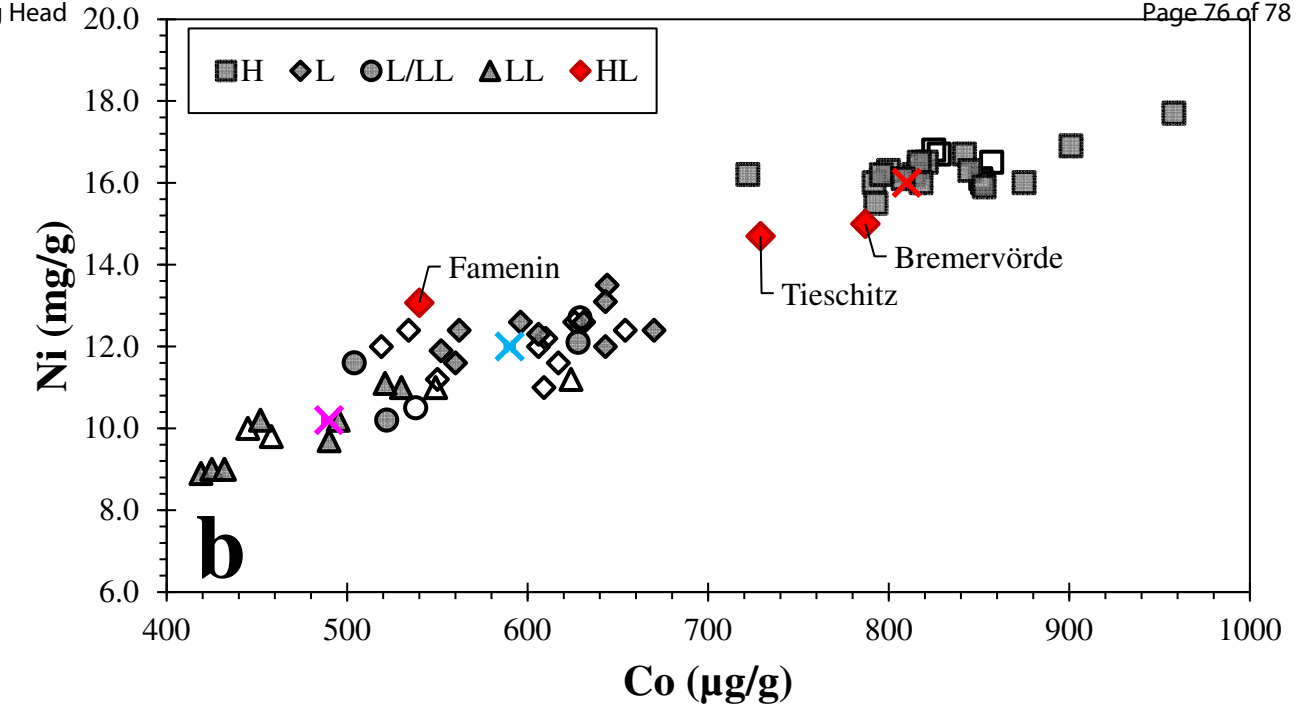 g Head
Page 76 of 78
20.0
18.0
16.0
14.0
12.0
10.0
8.0
6.0
Ni (mg/g)
H L L/LL LL HL
Famenin
Bremervörde
Tieschitz
b
400 500 600 700 800 900 1000
Co (µg/g)